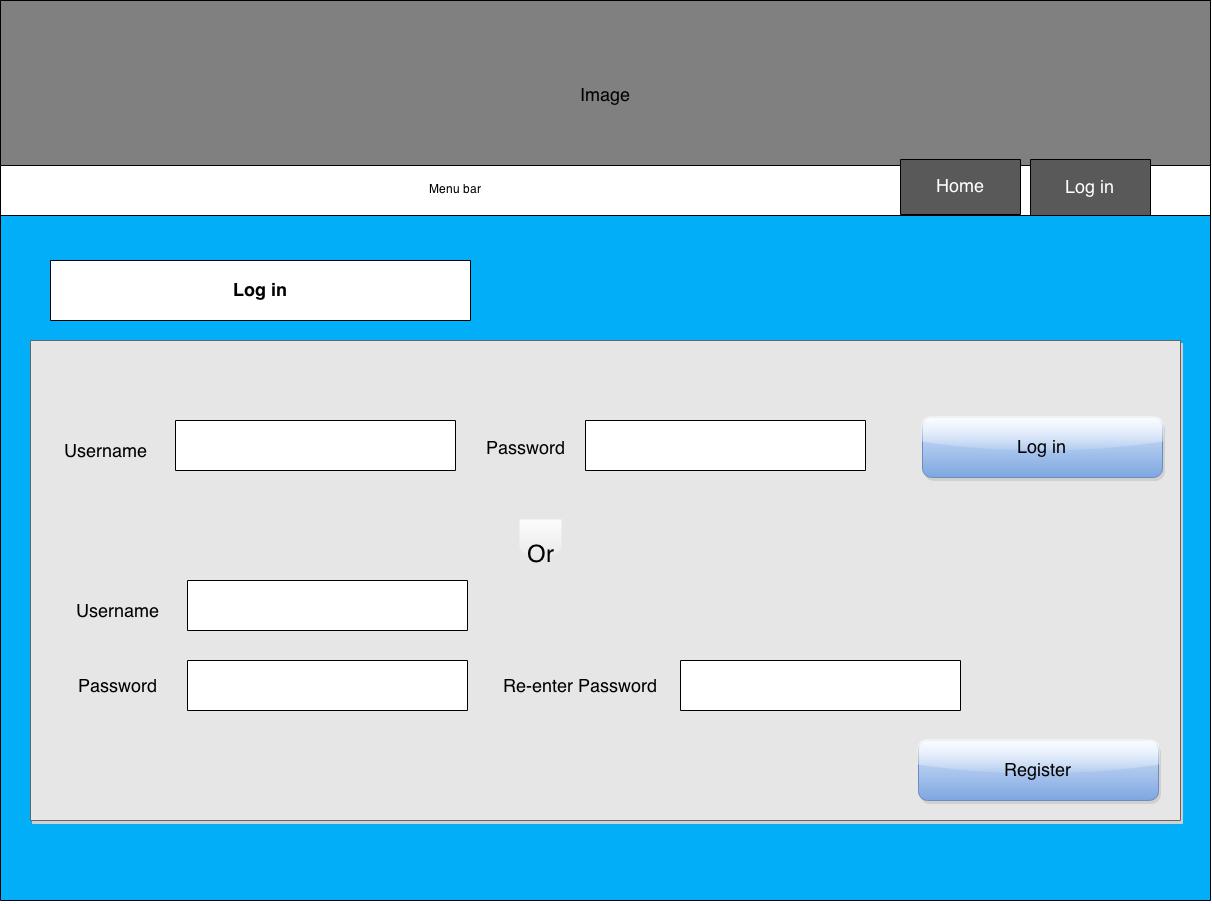 Image
Menu bar
Home
Log in
Log in
Username
Password
Log in
Or
Username
Password
Re-enter Password
Register